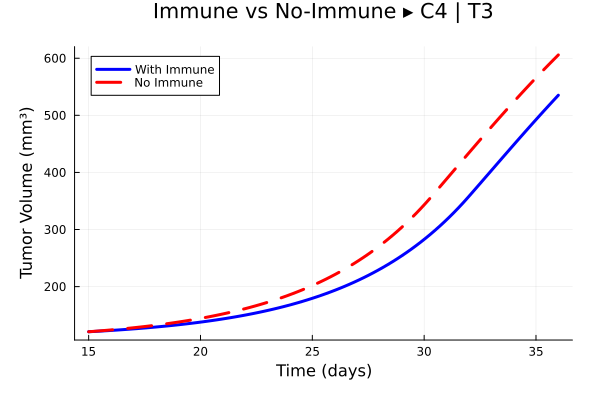 Immune vs No-Immune ▸ C4 | T3
With Immune
No Immune
Tumor Volume (mm³)
600
500
400
300
200
15 20 25 30 35
Time (days)